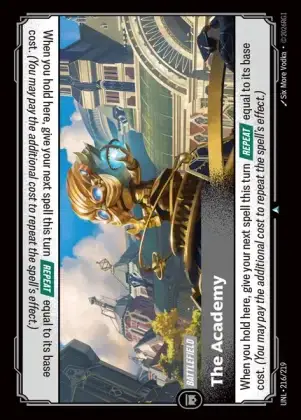 When you hold here, give your next spell this turn REPEAT equal to its base
cost. (You may pay the additional cost to repeat the spell's effect.)
BATTLEFIELD
The Academy
When you hold here, give your next spell this turn REPEAT equal to its base
cost. (You may pay the additional cost to repeat the spell's effect.)
UNL • 216/219
Six More Vodka • ©2026RGI